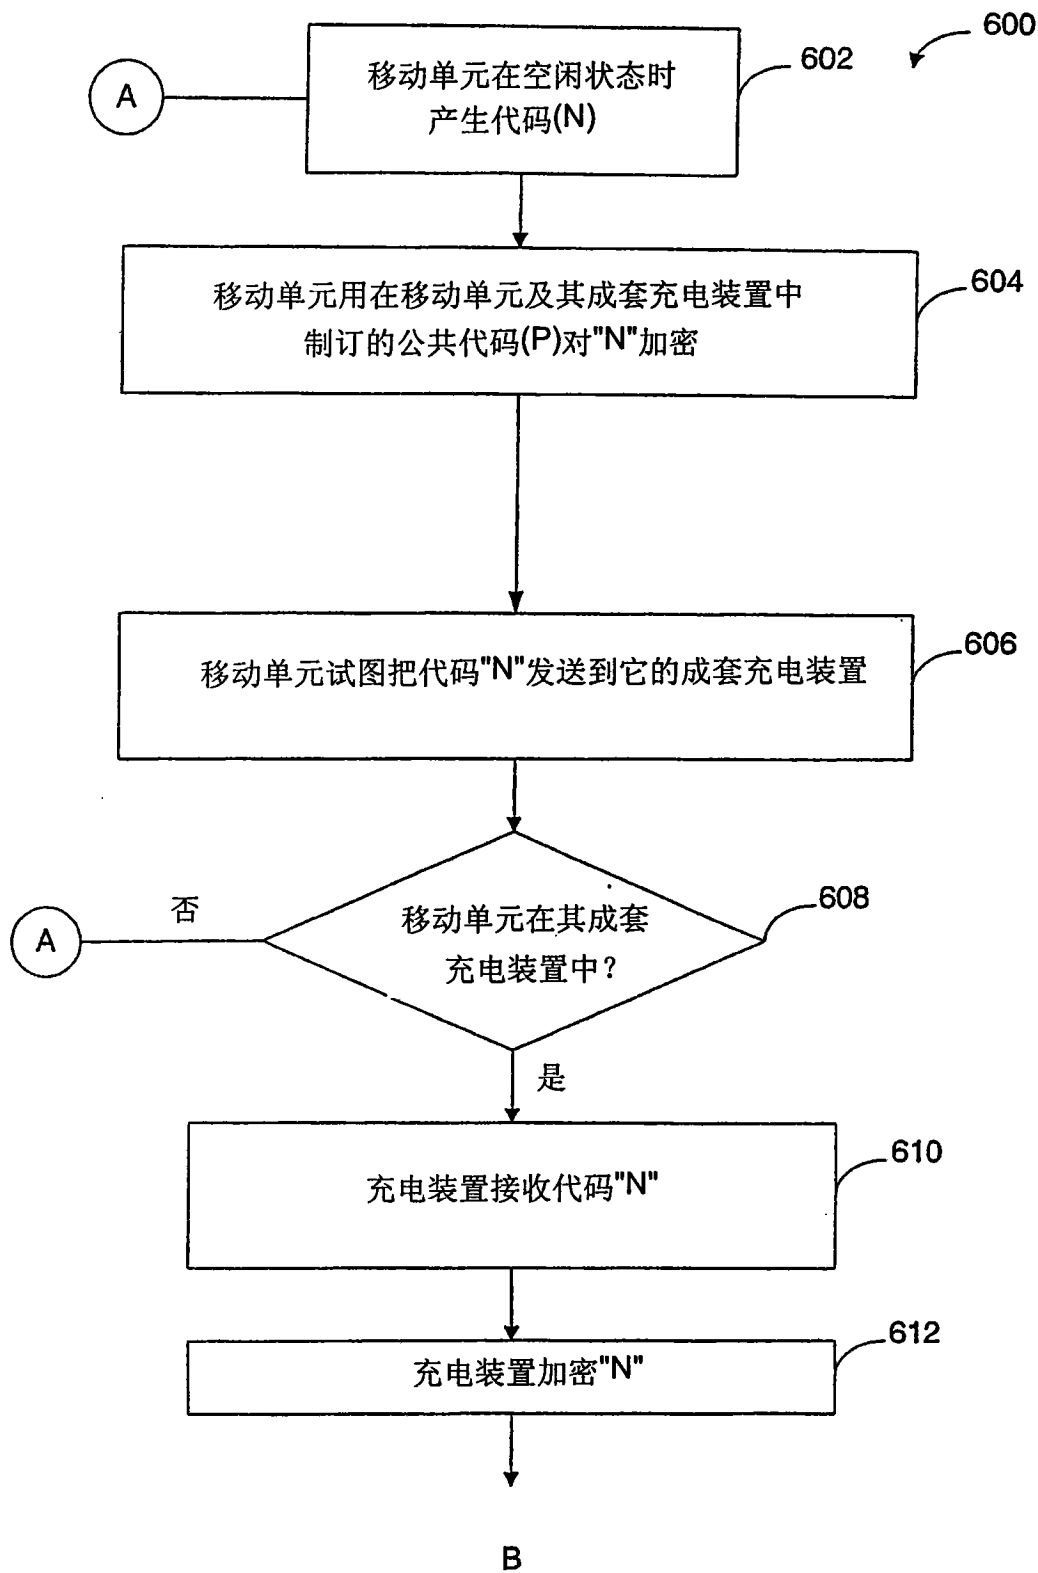 600
602
A
移动单元在空闲状态时
产生代码(N)
604
移动单元用在移动单元及其成套充电装置中
制订的公共代码(P)对"N"加密
606
移动单元试图把代码"N"发送到它的成套充电装置
608
否
A
移动单元在其成套
充电装置中？
是
610
充电装置接收代码"N"
612
充电装置加密"N"
B